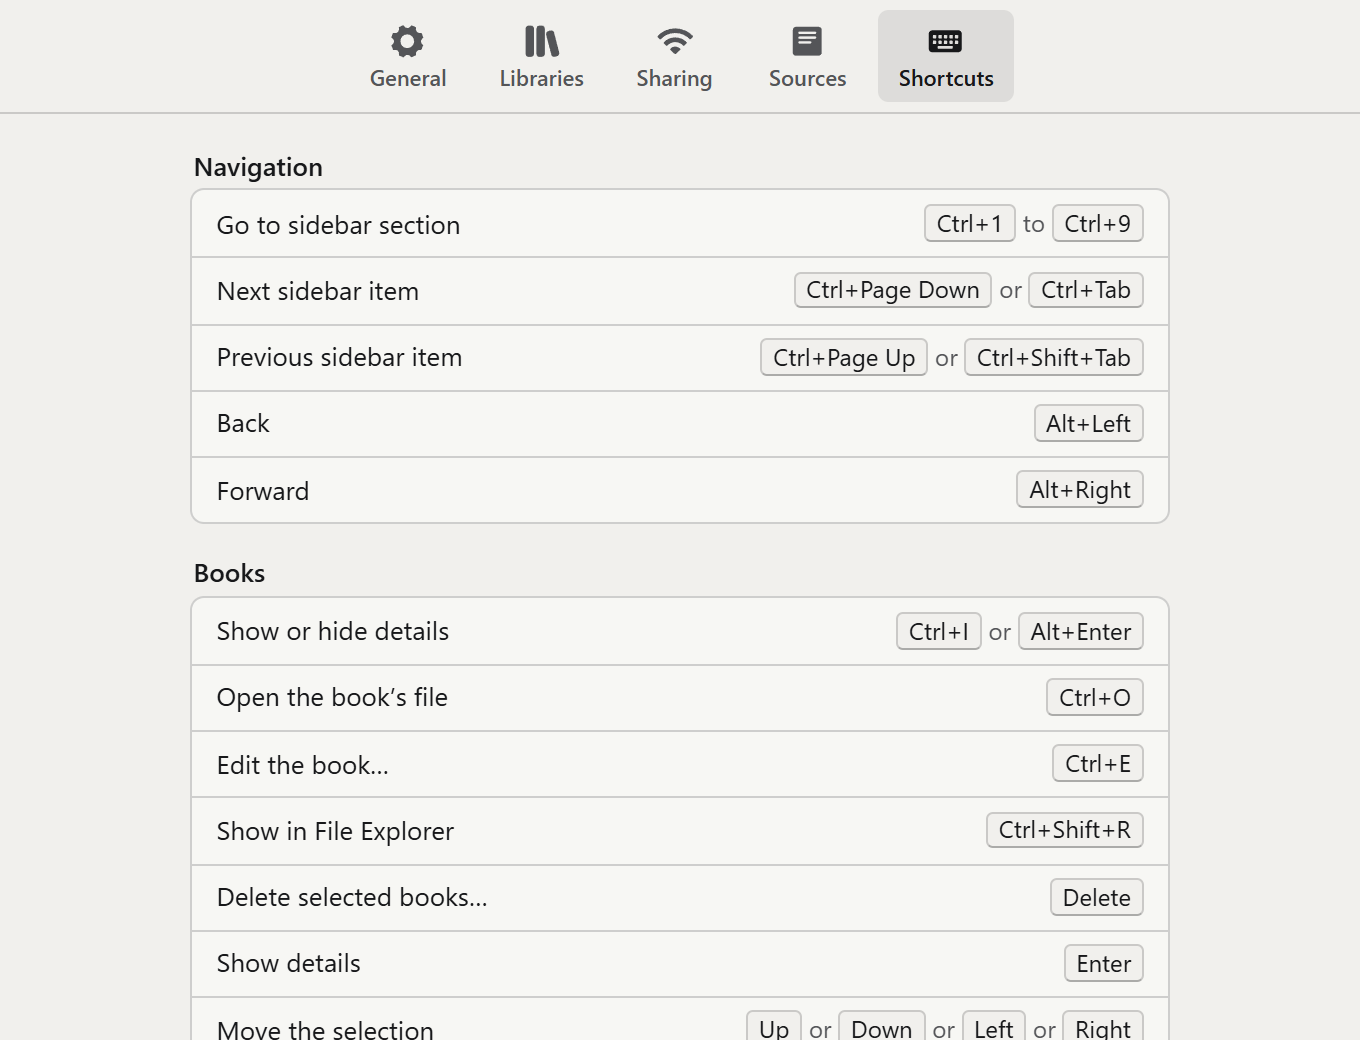 General Libraries Sharing Sources Shortcuts
Navigation
Go to sidebar section Ctrl+1 to Ctrl+9
Next sidebar item Ctrl+Page Down or Ctrl+Tab
Previous sidebar item Ctrl+Page Up or Ctrl+Shift+Tab
Back Alt+Left
Forward Alt+Right
Books
Show or hide details Ctrl+I or Alt+Enter
Open the book’s file Ctrl+O
Edit the book… Ctrl+E
Show in File Explorer Ctrl+Shift+R
Delete selected books… Delete
Show details Enter
Move the selection Up or Down or Left or Right